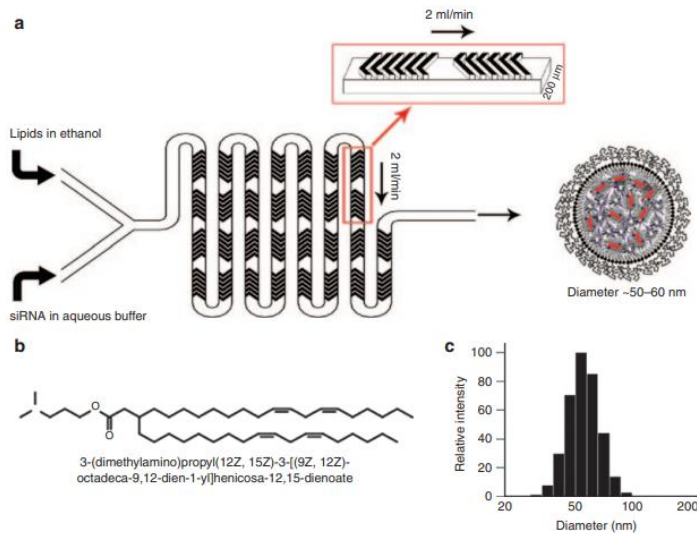 a
2 ml/min
200 μm
Lipids in ethanol
2 ml/min
siRNA in aqueous buffer
Diameter ~50–60 nm
b
3-(dimethylamino)propyl(12Z, 15Z)-3-[(9Z, 12Z)-
octadeca-9,12-dien-1-yl]henicosa-12,15-dienoate
N
O
O
c
Relative intensity
100
80
60
40
20
0
20
50
100
200
Diameter (nm)